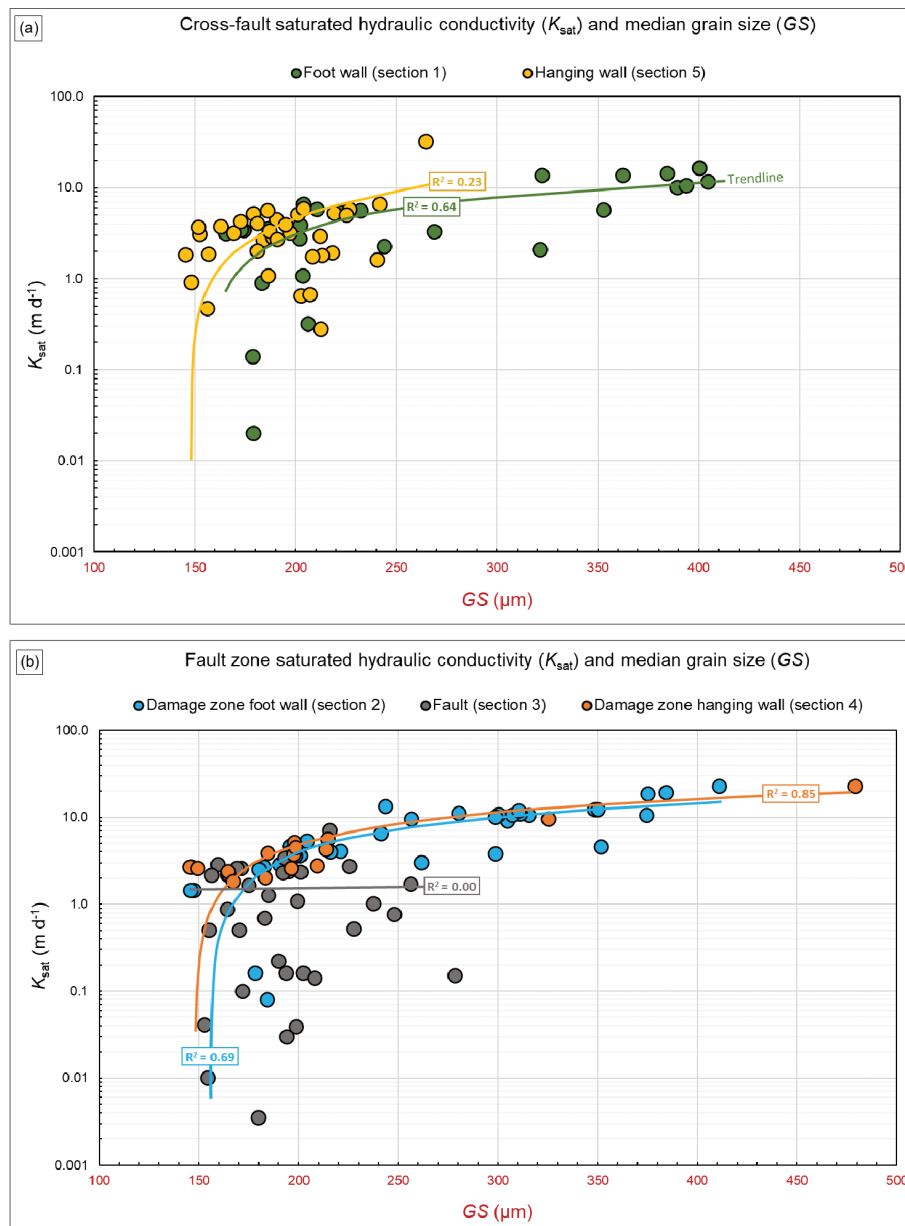 (a)
Cross-fault saturated hydraulic conductivity (Ksat) and median grain size (GS)
Foot wall (section 1)
Hanging wall (section 5)
100.0
10.0
1.0
0.1
0.01
0.001
Ksat (m d-1)
R² = 0.23
R² = 0.64
Trendline
100 150 200 250 300 350 400 450 500
GS (µm)
(b)
Fault zone saturated hydraulic conductivity (Ksat) and median grain size (GS)
Damage zone foot wall (section 2)
Fault (section 3)
Damage zone hanging wall (section 4)
100.0
10.0
1.0
0.1
0.01
0.001
Ksat (m d-1)
R² = 0.85
R² = 0.00
R² = 0.69
100 150 200 250 300 350 400 450 500
GS (µm)